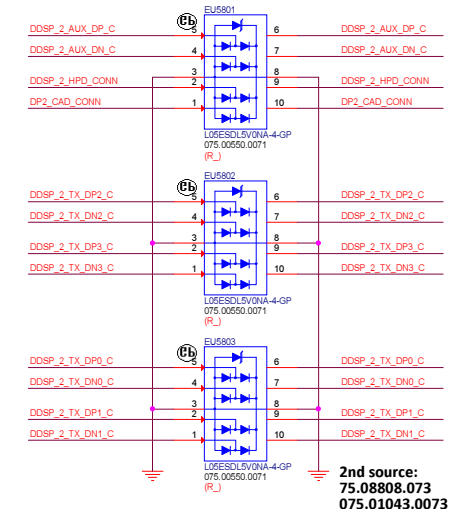 EU5801
DDSP_2_AUX_DP_C 5 6 DDSP_2_AUX_DP_C
DDSP_2_AUX_DN_C 4 7 DDSP_2_AUX_DN_C
3 8
DDSP_2_HPD_CONN 2 9 DDSP_2_HPD_CONN
DP2_CAD_CONN 1 10 DP2_CAD_CONN
L05ESDL5V0NA-4-GP
075.00550.0071
(R_)
EU5802
DDSP_2_TX_DP2_C 5 6 DDSP_2_TX_DP2_C
DDSP_2_TX_DN2_C 4 7 DDSP_2_TX_DN2_C
3 8
DDSP_2_TX_DP3_C 2 9 DDSP_2_TX_DP3_C
DDSP_2_TX_DN3_C 1 10 DDSP_2_TX_DN3_C
L05ESDL5V0NA-4-GP
075.00550.0071
(R_)
EU5803
DDSP_2_TX_DP0_C 5 6 DDSP_2_TX_DP0_C
DDSP_2_TX_DN0_C 4 7 DDSP_2_TX_DN0_C
3 8
DDSP_2_TX_DP1_C 2 9 DDSP_2_TX_DP1_C
DDSP_2_TX_DN1_C 1 10 DDSP_2_TX_DN1_C
L05ESDL5V0NA-4-GP
075.00550.0071
(R_)
2nd source:
75.08808.073
075.01043.0073